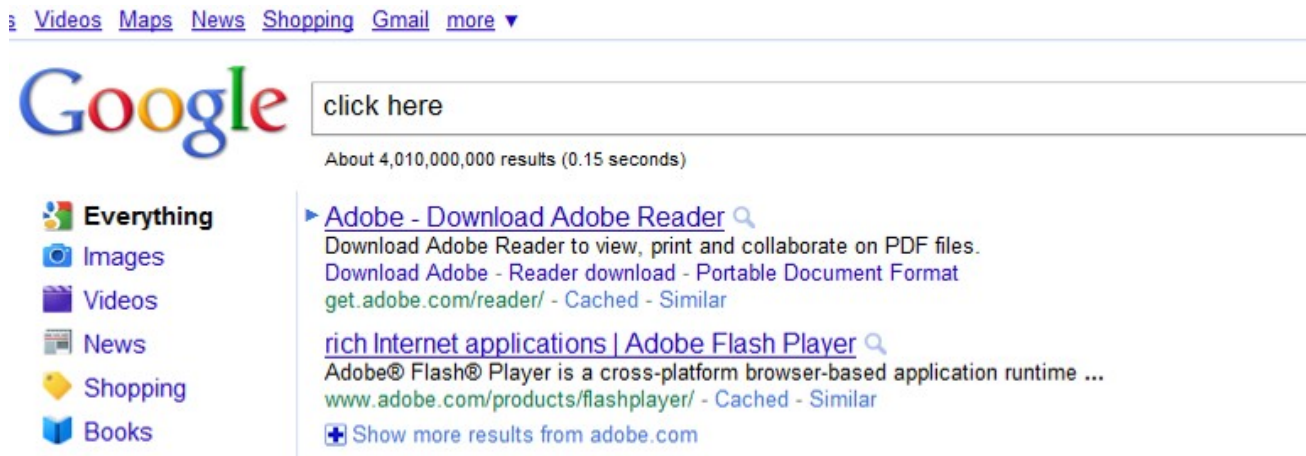 s Videos Maps News Shopping Gmail more ▼
Google
click here
About 4,010,000,000 results (0.15 seconds)
Everything
Images
Videos
News
Shopping
Books
Adobe - Download Adobe Reader
Download Adobe Reader to view, print and collaborate on PDF files.
Download Adobe - Reader download - Portable Document Format
get.adobe.com/reader/ - Cached - Similar
rich Internet applications | Adobe Flash Player
Adobe® Flash® Player is a cross-platform browser-based application runtime ...
www.adobe.com/products/flashplayer/ - Cached - Similar
Show more results from adobe.com